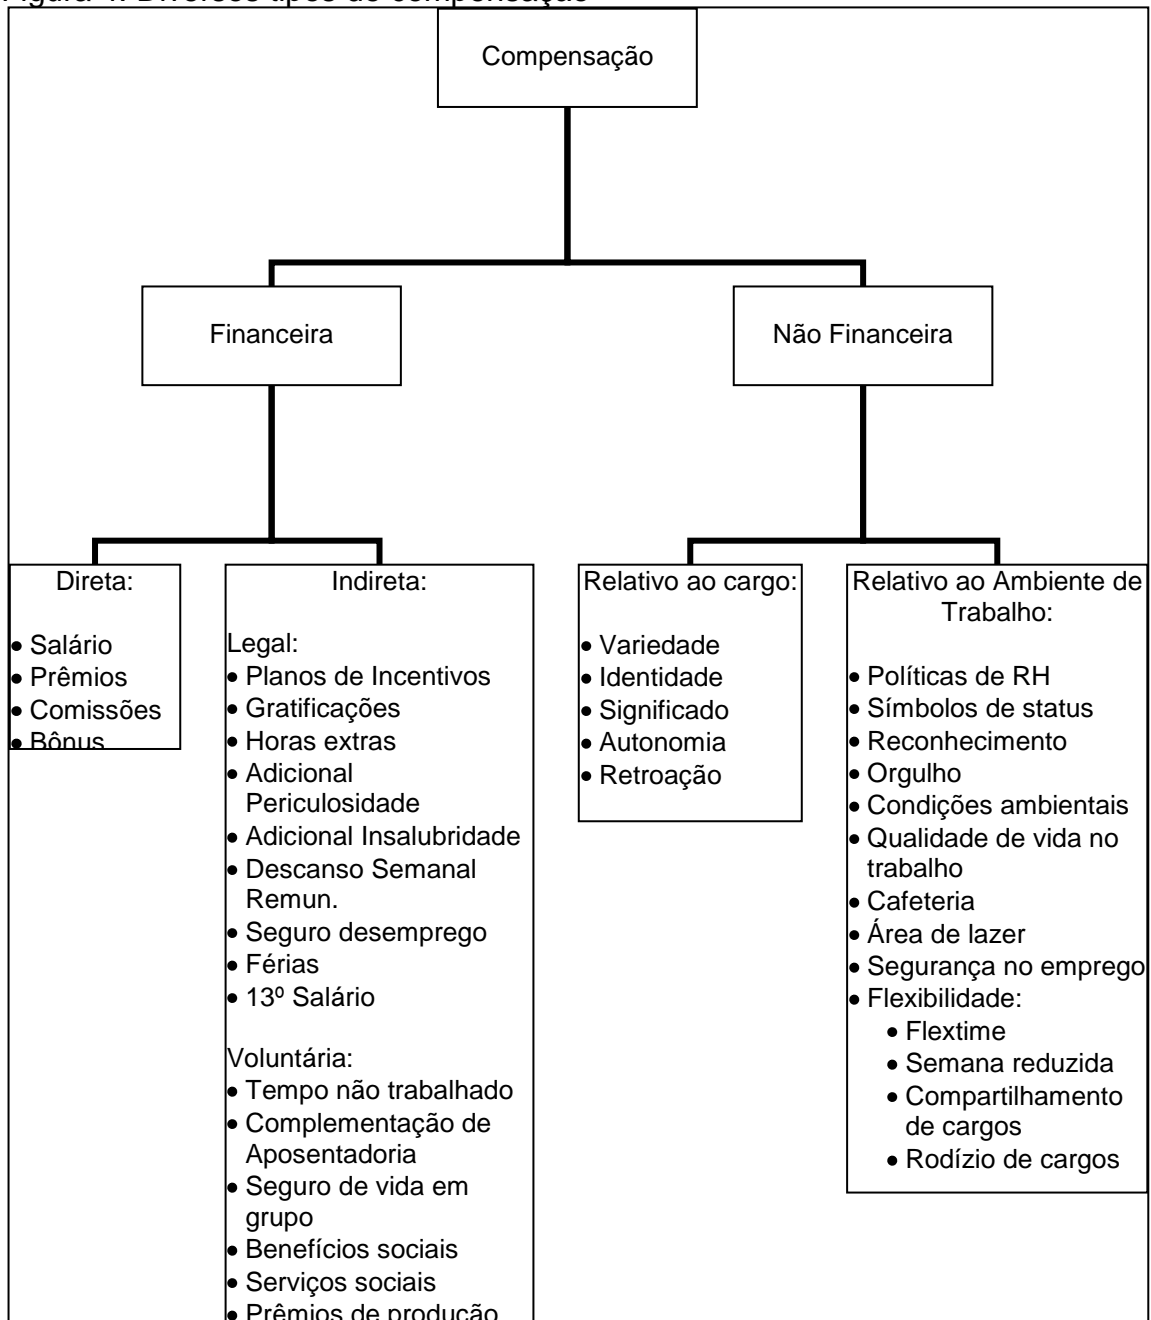 Compensação
Financeira
Não Financeira
Direta:
• Salário
• Prêmios
• Comissões
• Bônus
Indireta:
Legal:
• Planos de Incentivos
• Gratificações
• Horas extras
• Adicional
Periculosidade
• Adicional Insalubridade
• Descanso Semanal
Remun.
• Seguro desemprego
• Férias
• 13º Salário
Voluntária:
• Tempo não trabalhado
• Complementação de
Aposentadoria
• Seguro de vida em
grupo
• Benefícios sociais
• Serviços sociais
• Prêmios de produção
Relativo ao cargo:
• Variedade
• Identidade
• Significado
• Autonomia
• Retroação
Relativo ao Ambiente de
Trabalho:
• Políticas de RH
• Símbolos de status
• Reconhecimento
• Orgulho
• Condições ambientais
• Qualidade de vida no
trabalho
• Cafeteria
• Área de lazer
• Segurança no emprego
• Flexibilidade:
• Flextime
• Semana reduzida
• Compartilhamento
de cargos
• Rodízio de cargos